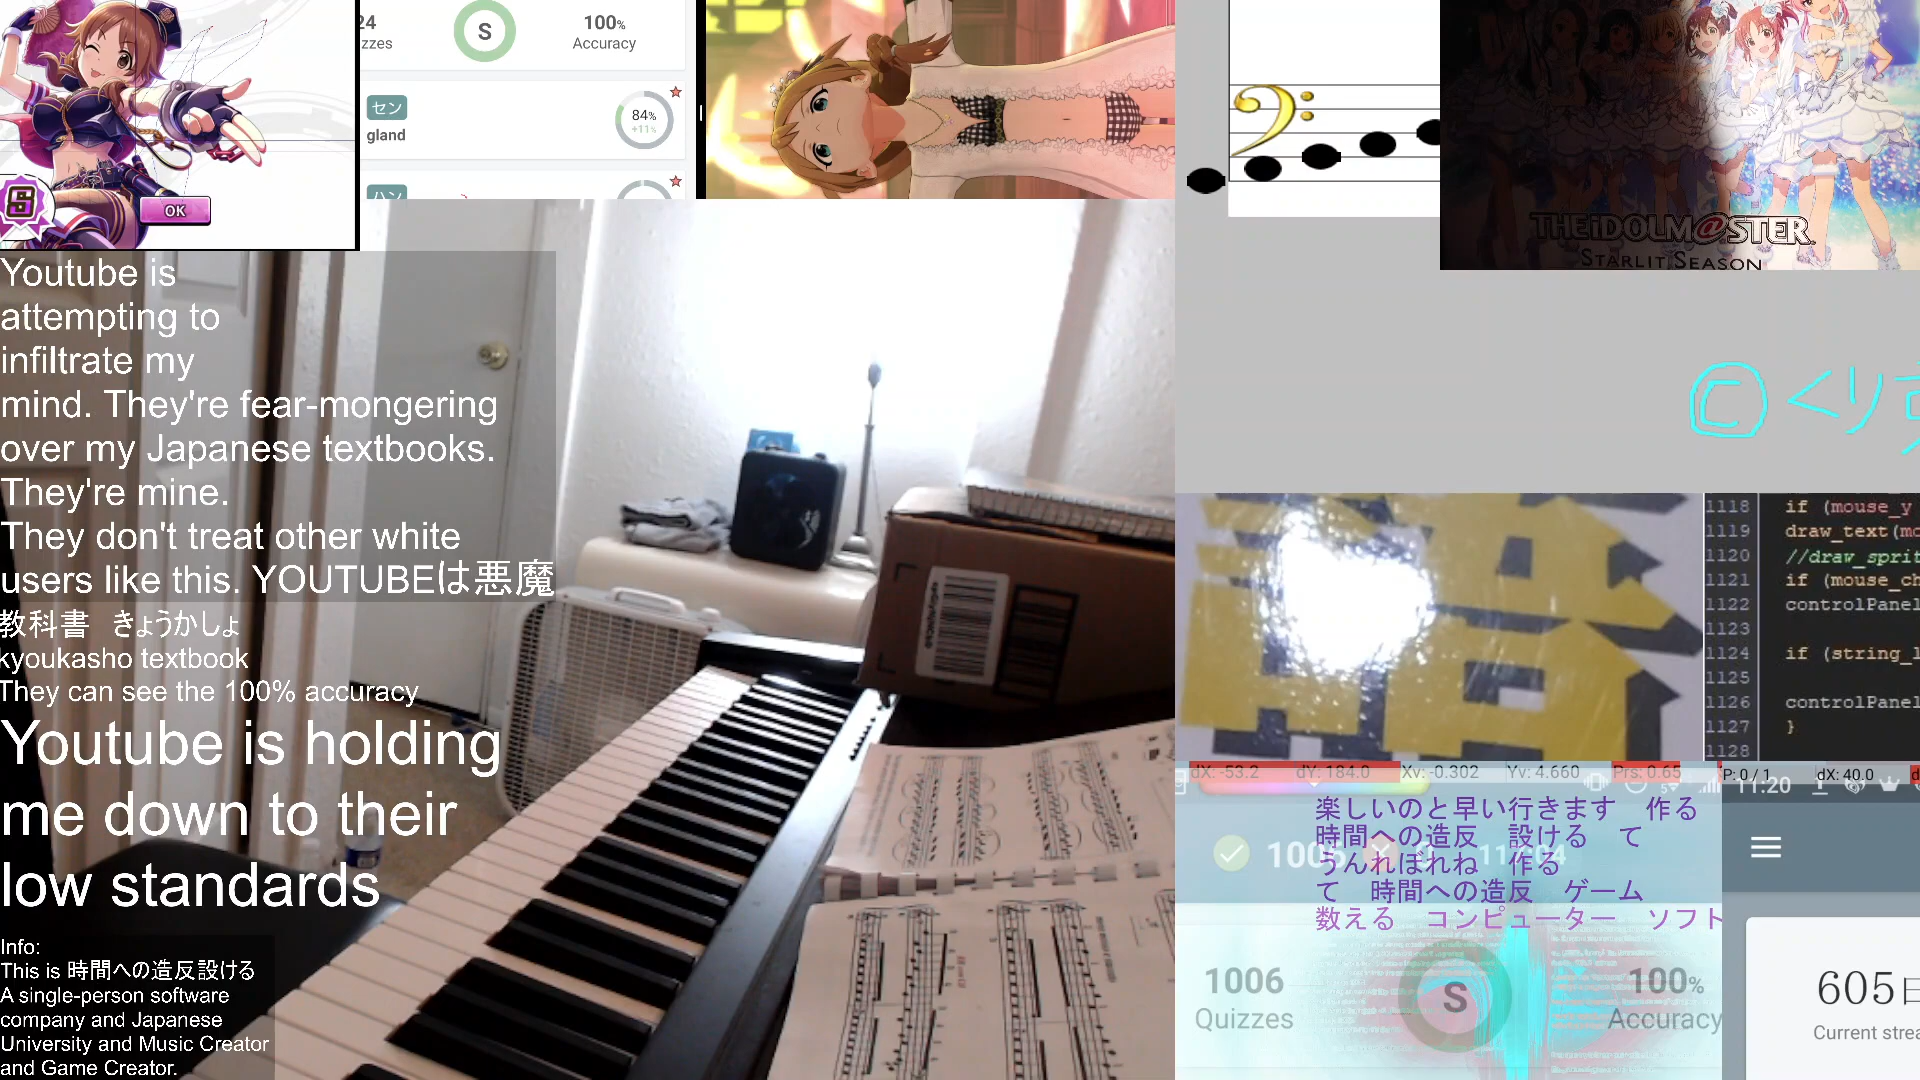 24
zzes
S
100%
Accuracy
セン
gland
84%
+11%
S
OK
THE iDOLM@STER
STARLIT SEASON
Youtube is
attempting to
infiltrate my
mind. They're fear-mongering
over my Japanese textbooks.
They're mine.
They don't treat other white
users like this. YOUTUBEは悪魔
教科書　きょうかしょ
kyoukasho textbook
They can see the 100% accuracy
Youtube is holding
me down to their
low standards
Info:
This is 時間への造反設ける
A single-person software
company and Japanese
University and Music Creator
and Game Creator.
©くりす
1118 if (mouse_y
1119 draw_text(mo
1120 //draw_sprit
1121 if (mouse_ch
1122 controlPanel
1123
1124 if (string_l
1125
1126 controlPanel
1127 }
1128
dX: -53.2 dY: 184.0 Xv: -0.302 Yv: 4.660 Prs: 0.65
P: 0 / 1 dX: 40.0
11:20
楽しいのと早い行きます　作る
時間への造反　設ける　て
うんれぼれね　作る
て　時間への造反　ゲーム
数える　コンピューター　ソフト
1006
Quizzes
S
100%
Accuracy
605日
Current strea